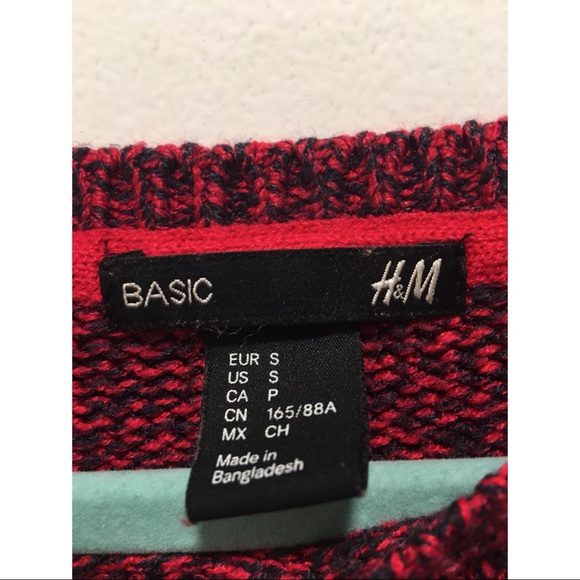 BASIC H&M
EUR S
US S
CA P
CN 165/88A
MX CH
Made in
Bangladesh